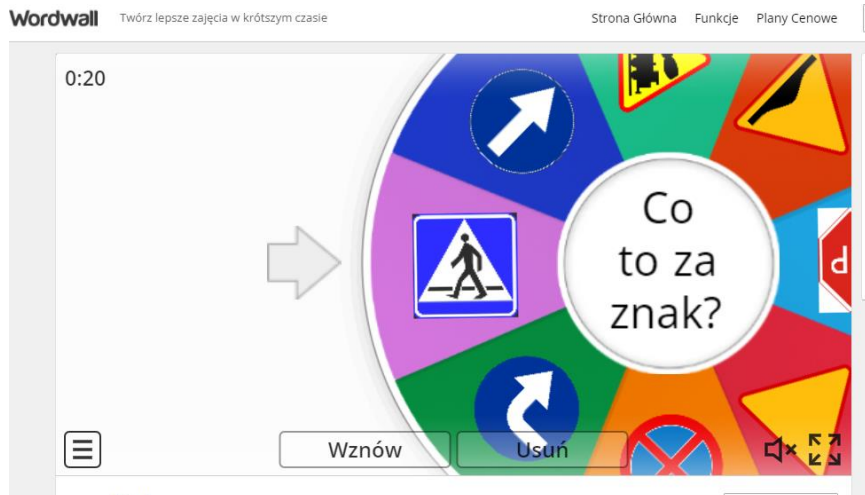 Wordwall Twórz lepsze zajęcia w krótszym czasie Strona Główna Funkcje Plany Cenowe
0:20
Co
to za
znak?
Wznów Usuń